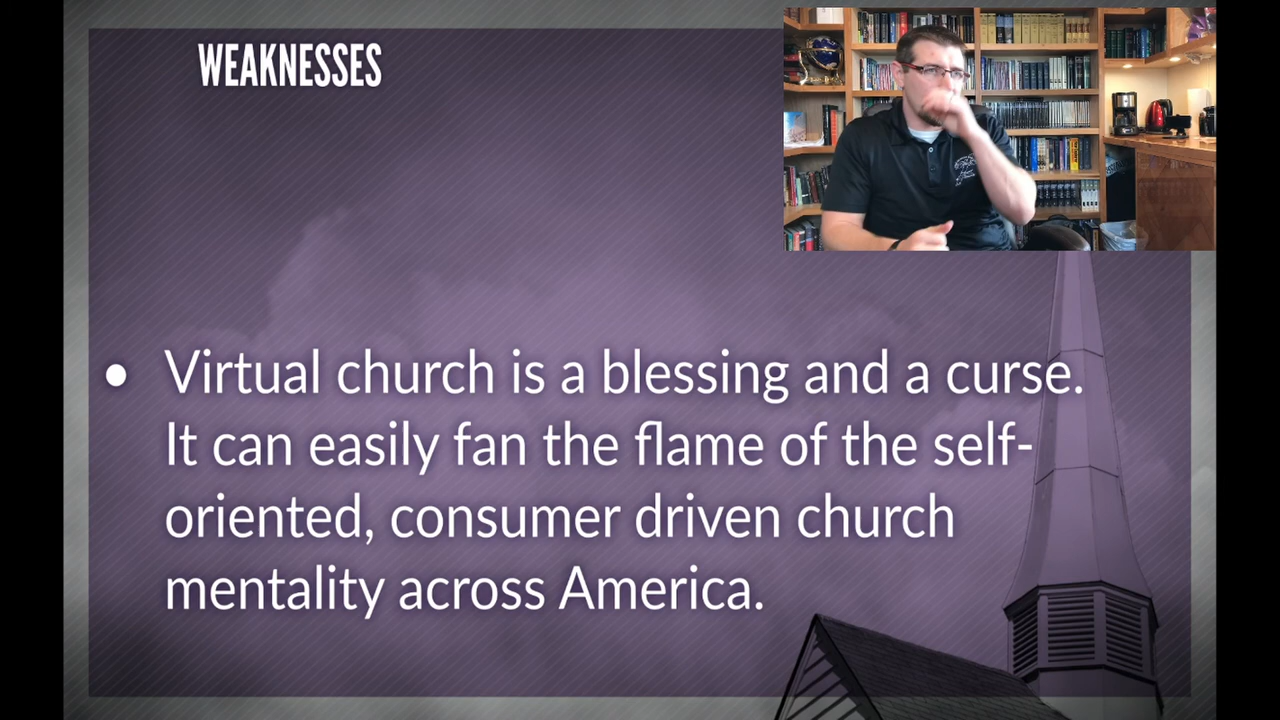 WEAKNESSES
• Virtual church is a blessing and a curse.
It can easily fan the flame of the self-
oriented, consumer driven church
mentality across America.